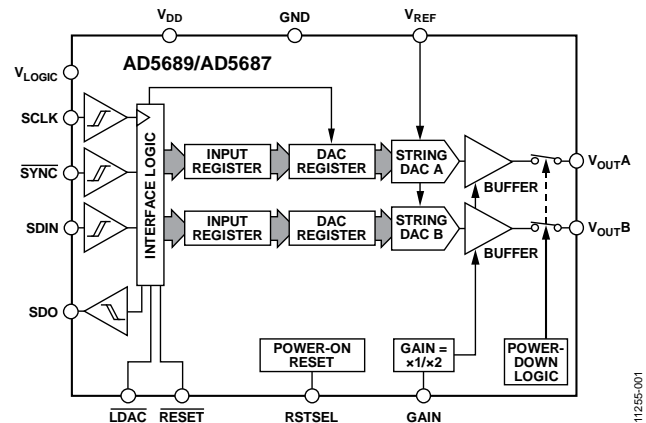 VDD
GND
VREF
VLOGIC
AD5689/AD5687
SCLK
SYNC
SDIN
SDO
INTERFACE LOGIC
INPUT
REGISTER
DAC
REGISTER
STRING
DAC A
BUFFER
VOUTA
INPUT
REGISTER
DAC
REGISTER
STRING
DAC B
BUFFER
VOUTB
POWER-ON
RESET
GAIN =
×1/×2
POWER-
DOWN
LOGIC
LDAC
RESET
RSTSEL
GAIN
11255-001